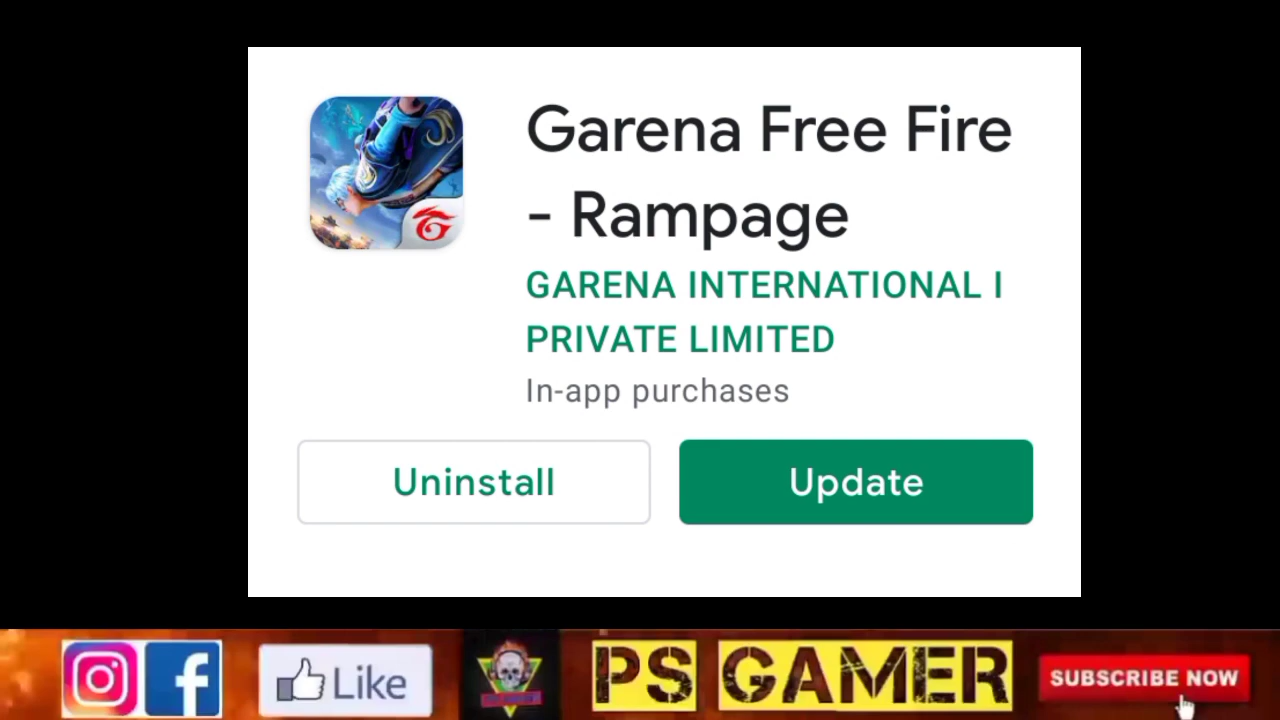 Garena Free Fire
- Rampage
GARENA INTERNATIONAL I
PRIVATE LIMITED
In-app purchases
Uninstall
Update
Like
PS GAMER
SUBSCRIBE NOW